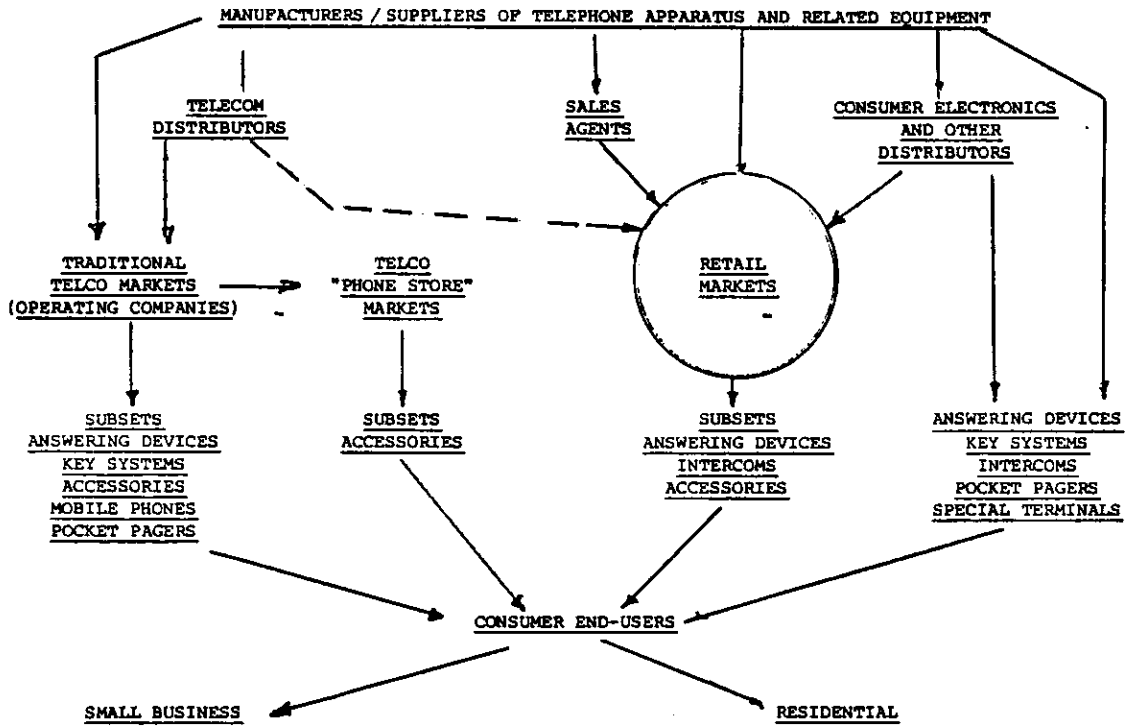 MANUFACTURERS / SUPPLIERS OF TELEPHONE APPARATUS AND RELATED EQUIPMENT
TELECOM
DISTRIBUTORS
SALES
AGENTS
CONSUMER ELECTRONICS
AND OTHER
DISTRIBUTORS
TRADITIONAL
TELCO MARKETS
(OPERATING COMPANIES)
TELCO
"PHONE STORE"
MARKETS
RETAIL
MARKETS
SUBSETS
ANSWERING DEVICES
KEY SYSTEMS
ACCESSORIES
MOBILE PHONES
POCKET PAGERS
SUBSETS
ACCESSORIES
SUBSETS
ANSWERING DEVICES
INTERCOMS
ACCESSORIES
ANSWERING DEVICES
KEY SYSTEMS
INTERCOMS
POCKET PAGERS
SPECIAL TERMINALS
CONSUMER END-USERS
SMALL BUSINESS
RESIDENTIAL